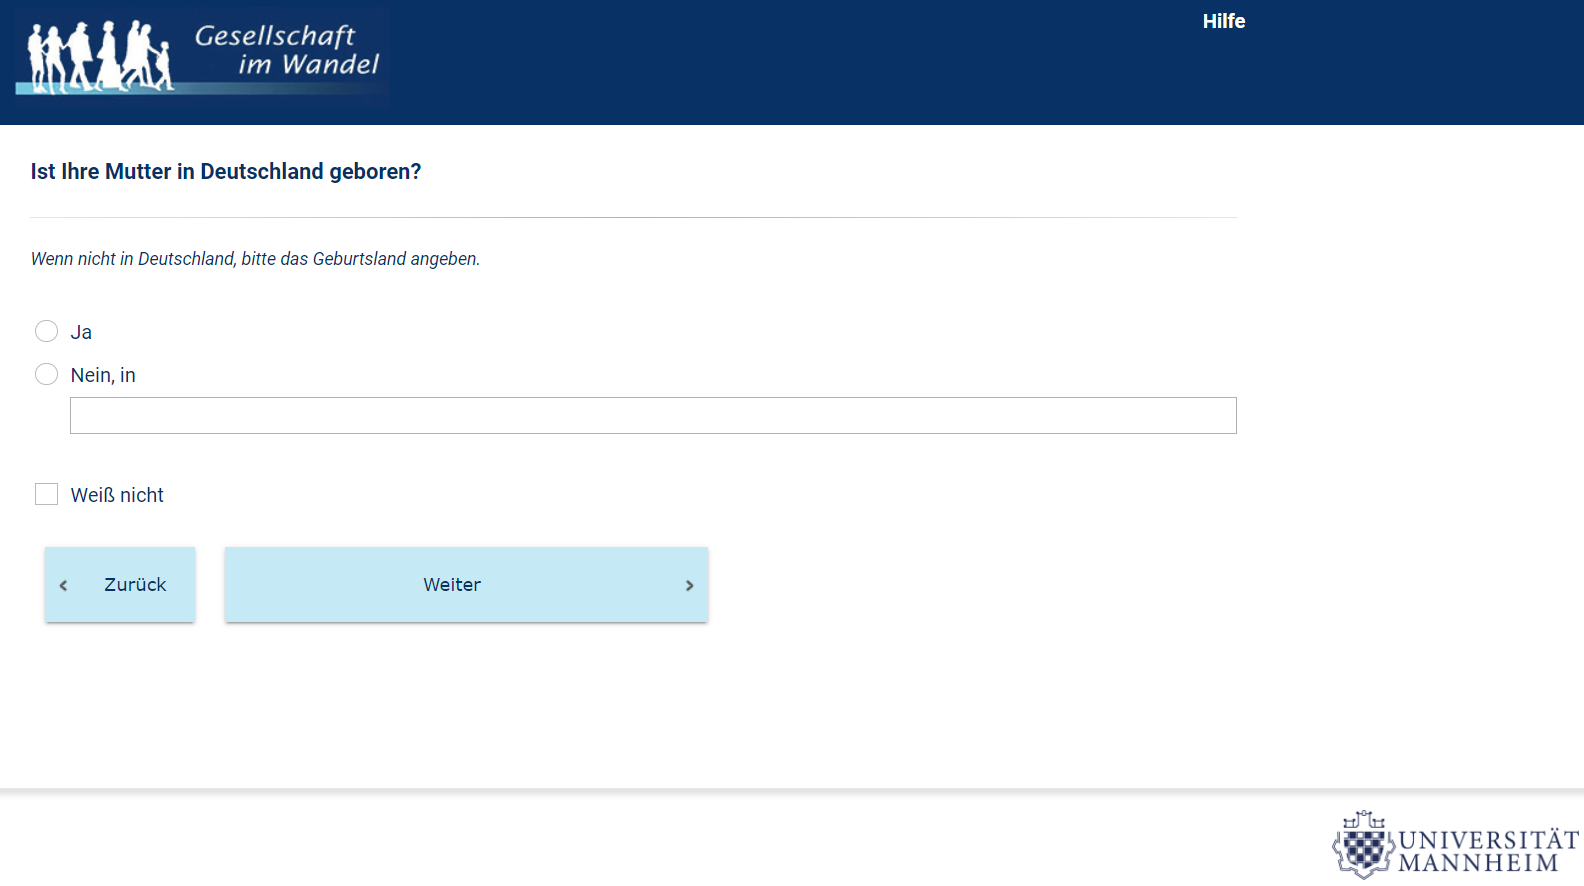 Gesellschaft
im Wandel
Hilfe
Ist Ihre Mutter in Deutschland geboren?
Wenn nicht in Deutschland, bitte das Geburtsland angeben.
Ja
Nein, in
Weiß nicht
Zurück
Weiter
UNIVERSITÄT
MANNHEIM